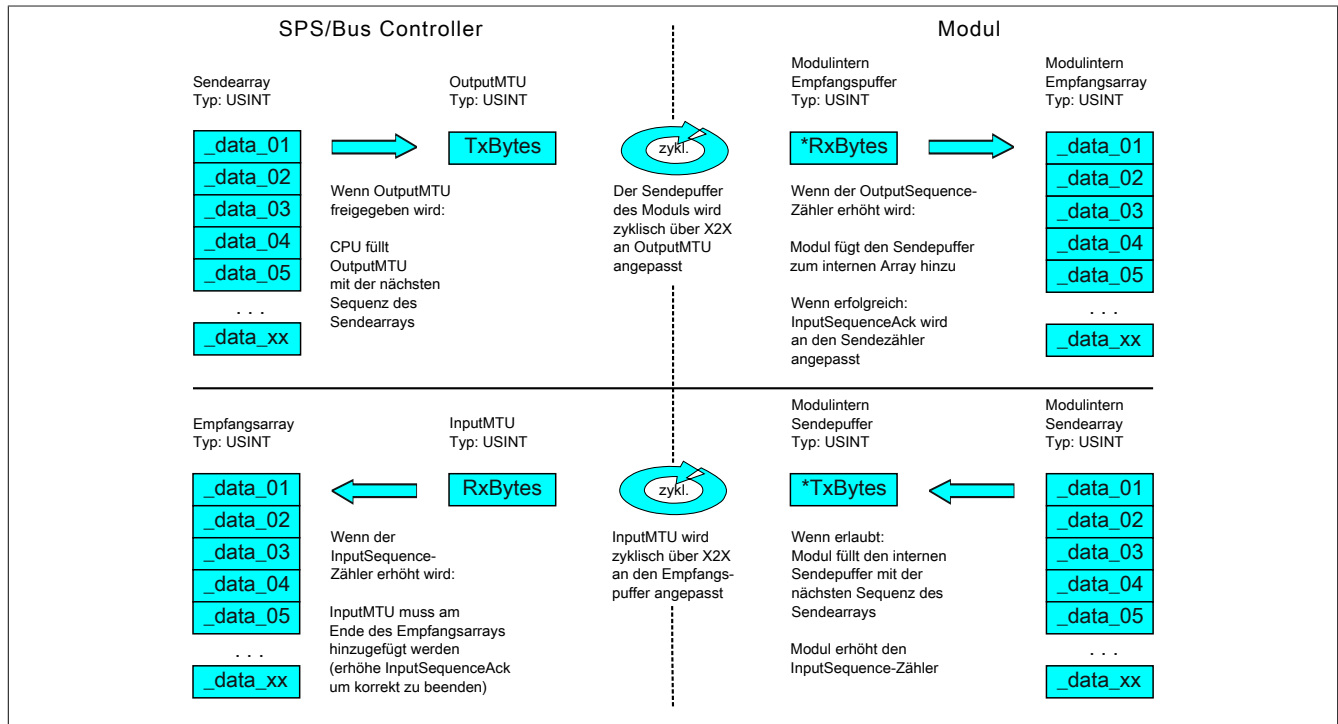 SPS/Bus Controller
Modul
Sendearray
Typ: USINT
_data_01
_data_02
_data_03
_data_04
_data_05
. . .
_data_xx
OutputMTU
Typ: USINT
TxBytes
Wenn OutputMTU
freigegeben wird:
CPU füllt
OutputMTU
mit der nächsten
Sequenz des
Sendearrays
zykl.
Der Sendepuffer
des Moduls wird
zyklisch über X2X
an OutputMTU
angepasst
Modulintern
Empfangspuffer
Typ: USINT
*RxBytes
Wenn der OutputSequence-
Zähler erhöht wird:
Modul fügt den Sendepuffer
zum internen Array hinzu
Wenn erfolgreich:
InputSequenceAck wird
an den Sendezähler
angepasst
Modulintern
Empfangsarray
Typ: USINT
_data_01
_data_02
_data_03
_data_04
_data_05
. . .
_data_xx
Empfangsarray
Typ: USINT
_data_01
_data_02
_data_03
_data_04
_data_05
. . .
_data_xx
InputMTU
Typ: USINT
RxBytes
Wenn der
InputSequence-
Zähler erhöht wird:
InputMTU muss am
Ende des Empfangsarrays
hinzugefügt werden
(erhöhe InputSequenceAck
um korrekt zu beenden)
zykl.
InputMTU wird
zyklisch über X2X
an den Empfangs-
puffer angepasst
Modulintern
Sendepuffer
Typ: USINT
*TxBytes
Wenn erlaubt:
Modul füllt den internen
Sendepuffer mit der
nächsten Sequenz des
Sendearrays
Modul erhöht den
InputSequence-Zähler
Modulintern
Sendearray
Typ: USINT
_data_01
_data_02
_data_03
_data_04
_data_05
. . .
_data_xx